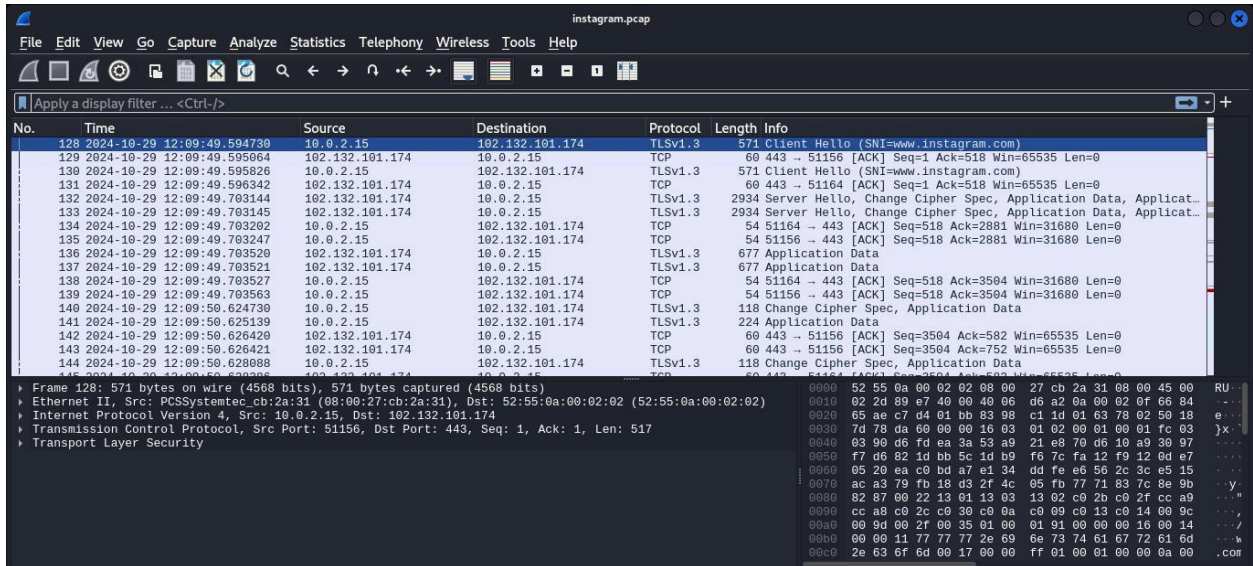 instagram.pcap
File Edit View Go Capture Analyze Statistics Telephony Wireless Tools Help
Apply a display filter ... <Ctrl-/>
No. Time Source Destination Protocol Length Info
128 2024-10-29 12:09:49.594730 10.0.2.15 102.132.101.174 TLSv1.3 571 Client Hello (SNI=www.instagram.com)
129 2024-10-29 12:09:49.595064 102.132.101.174 10.0.2.15 TCP 60 443 → 51156 [ACK] Seq=1 Ack=518 Win=65535 Len=0
130 2024-10-29 12:09:49.595826 10.0.2.15 102.132.101.174 TLSv1.3 571 Client Hello (SNI=www.instagram.com)
131 2024-10-29 12:09:49.596342 102.132.101.174 10.0.2.15 TCP 60 443 → 51164 [ACK] Seq=1 Ack=518 Win=65535 Len=0
132 2024-10-29 12:09:49.703144 102.132.101.174 10.0.2.15 TLSv1.3 2934 Server Hello, Change Cipher Spec, Application Data, Applicat…
133 2024-10-29 12:09:49.703145 102.132.101.174 10.0.2.15 TLSv1.3 2934 Server Hello, Change Cipher Spec, Application Data, Applicat…
134 2024-10-29 12:09:49.703202 10.0.2.15 102.132.101.174 TCP 54 51164 → 443 [ACK] Seq=518 Ack=2881 Win=31680 Len=0
135 2024-10-29 12:09:49.703247 10.0.2.15 102.132.101.174 TCP 54 51156 → 443 [ACK] Seq=518 Ack=2881 Win=31680 Len=0
136 2024-10-29 12:09:49.703520 102.132.101.174 10.0.2.15 TLSv1.3 677 Application Data
137 2024-10-29 12:09:49.703521 102.132.101.174 10.0.2.15 TLSv1.3 677 Application Data
138 2024-10-29 12:09:49.703527 10.0.2.15 102.132.101.174 TCP 54 51164 → 443 [ACK] Seq=518 Ack=3504 Win=31680 Len=0
139 2024-10-29 12:09:49.703563 10.0.2.15 102.132.101.174 TCP 54 51156 → 443 [ACK] Seq=518 Ack=3504 Win=31680 Len=0
140 2024-10-29 12:09:50.624730 10.0.2.15 102.132.101.174 TLSv1.3 118 Change Cipher Spec, Application Data
141 2024-10-29 12:09:50.625139 10.0.2.15 102.132.101.174 TLSv1.3 224 Application Data
142 2024-10-29 12:09:50.626420 102.132.101.174 10.0.2.15 TCP 60 443 → 51156 [ACK] Seq=3504 Ack=582 Win=65535 Len=0
143 2024-10-29 12:09:50.626421 102.132.101.174 10.0.2.15 TCP 60 443 → 51156 [ACK] Seq=3504 Ack=752 Win=65535 Len=0
144 2024-10-29 12:09:50.628088 10.0.2.15 102.132.101.174 TLSv1.3 118 Change Cipher Spec, Application Data
Frame 128: 571 bytes on wire (4568 bits), 571 bytes captured (4568 bits)
Ethernet II, Src: PCSSystemtec_cb:2a:31 (08:00:27:cb:2a:31), Dst: 52:55:0a:00:02:02 (52:55:0a:00:02:02)
Internet Protocol Version 4, Src: 10.0.2.15, Dst: 102.132.101.174
Transmission Control Protocol, Src Port: 51156, Dst Port: 443, Seq: 1, Ack: 1, Len: 517
Transport Layer Security
0000 52 55 0a 00 02 02 08 00 27 cb 2a 31 08 00 45 00 RU··
0010 02 2d 89 e7 40 00 40 06 d6 a2 0a 00 02 0f 66 84 ·-··
0020 65 ae c7 d4 01 bb 83 98 c1 1d 01 63 78 02 50 18 e···
0030 7d 78 da 60 00 00 16 03 01 02 00 01 00 01 fc 03 }x·`
0040 03 90 d6 fd ea 3a 53 a9 21 e8 70 d6 10 a9 30 97 ····
0050 f7 d6 82 1d bb 5c 1d b9 f6 7c fa 12 f9 12 0d e7 ····
0060 05 20 ea c0 bd a7 e1 34 dd fe e6 56 2c 3c e5 15
0070 ac a3 79 fb 18 d3 2f 4c 05 fb 77 71 83 7c 8e 9b ··y·
0080 82 87 00 22 13 01 13 03 13 02 c0 2b c0 2f cc a9 ···"
0090 cc a8 c0 2c c0 30 c0 0a c0 09 c0 13 c0 14 00 9c ···,
00a0 00 9d 00 2f 00 35 01 00 01 91 00 00 00 16 00 14 ···/
00b0 00 00 11 77 77 77 2e 69 6e 73 74 61 67 72 61 6d ···w
00c0 2e 63 6f 6d 00 17 00 00 ff 01 00 01 00 00 0a 00 .com